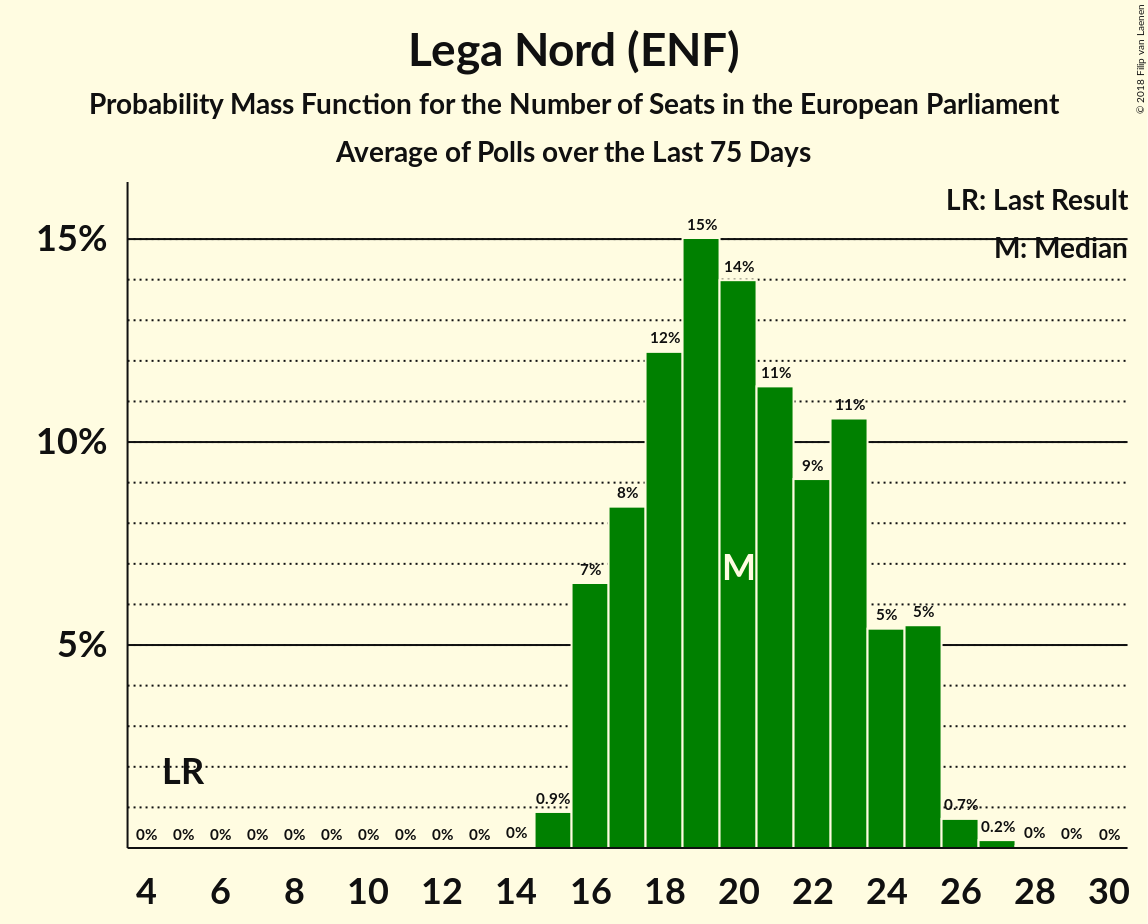 Lega Nord (ENF)
Probability Mass Function for the Number of Seats in the European Parliament
Average of Polls over the Last 75 Days
© 2018 Filip van Laenen
LR: Last Result
M: Median
15%
10%
5%
0% 0% 0% 0% 0% 0% 0% 0% 0% 0% 0% 0.9% 7% 8% 12% 15% 14% 11% 9% 11% 5% 5% 0.7% 0.2% 0% 0% 0%
LR
M
4 6 8 10 12 14 16 18 20 22 24 26 28 30